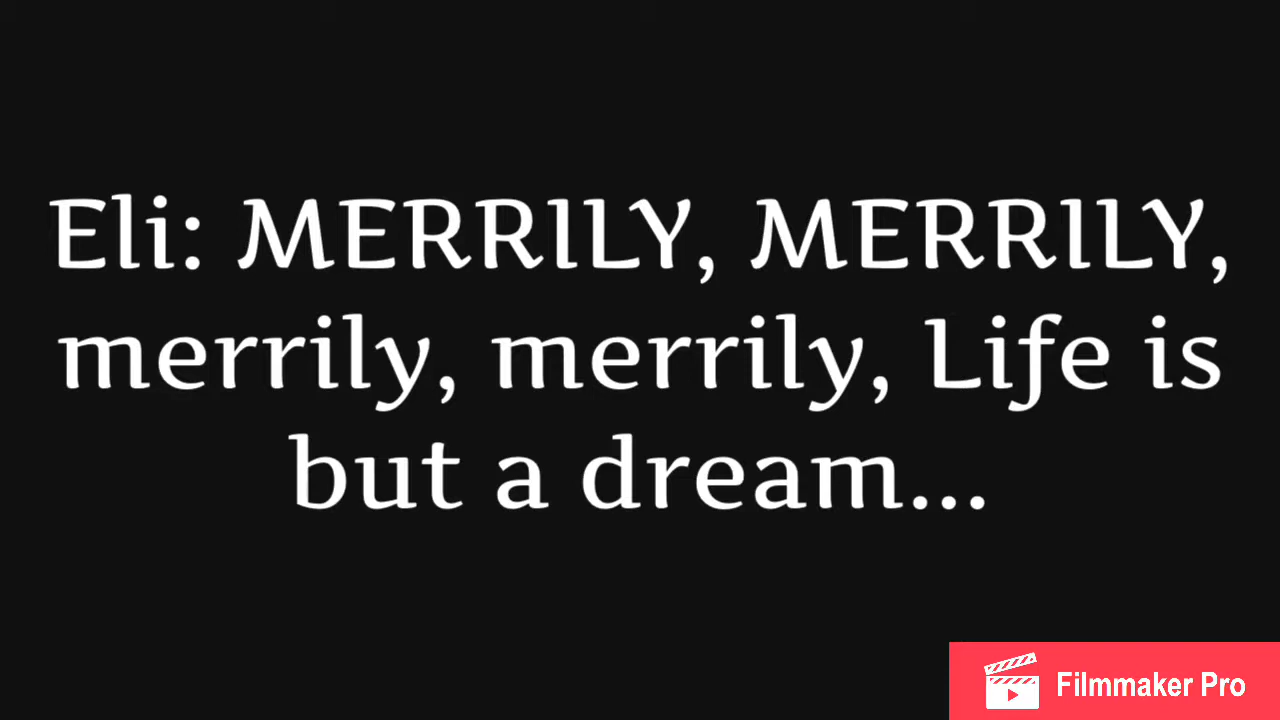 Eli: MERRILY, MERRILY,
merrily, merrily, Life is
but a dream...
Filmmaker Pro